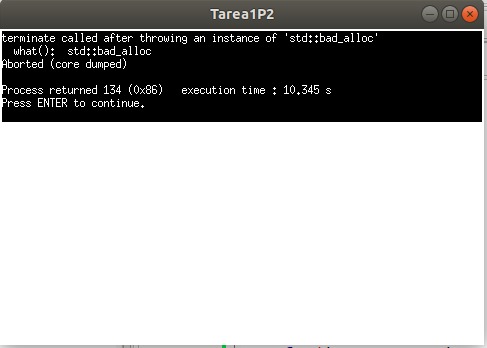 Tarea1P2
terminate called after throwing an instance of 'std::bad_alloc'
  what():  std::bad_alloc
Aborted (core dumped)
Process returned 134 (0x86)   execution time : 10.345 s
Press ENTER to continue.